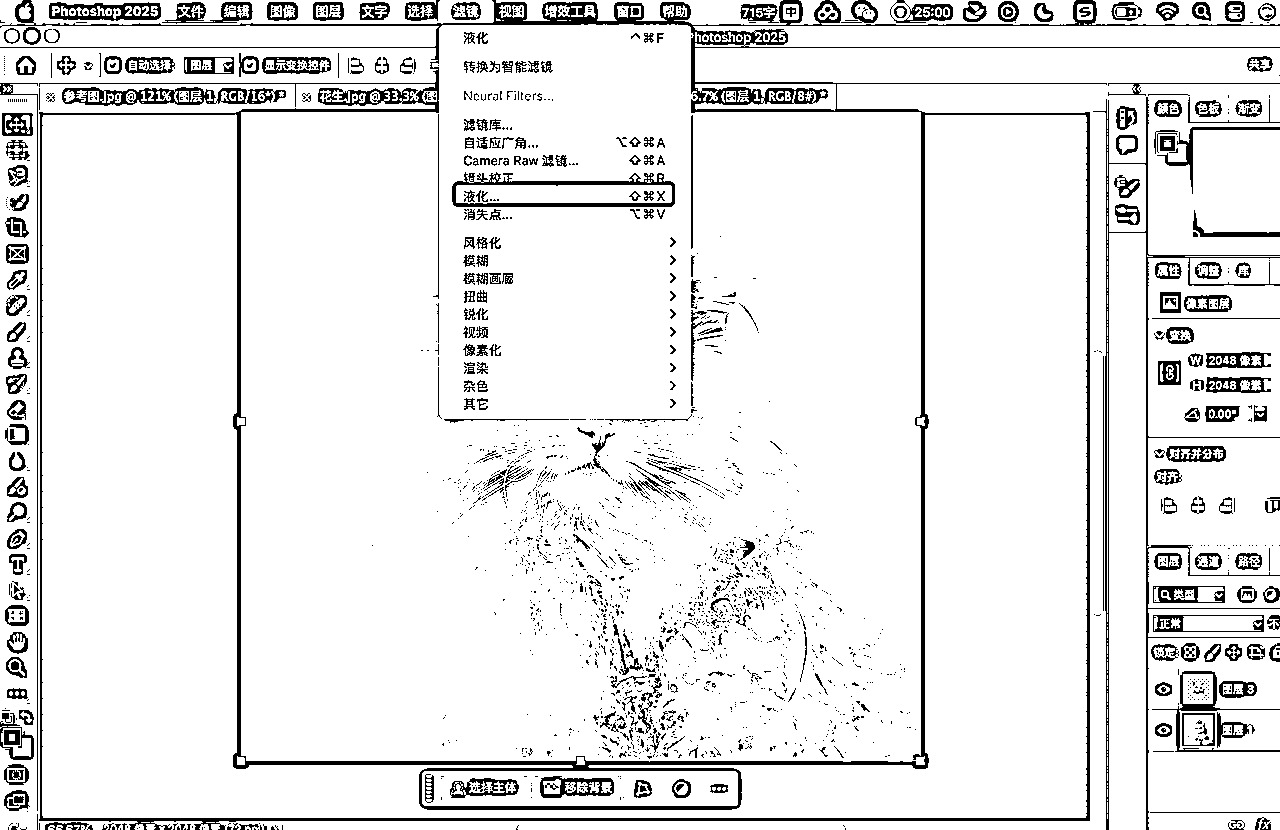 Photoshop 2025 文件 编辑 图像 图层 文字 选择 滤镜 视图 增效工具 窗口 帮助 715字 中 25:00
Photoshop 2025
自动选择: 图层 显示变换控件 共享
参考图.jpg @ 121% (图层 1, RGB/16*) * 花生.jpg @ 33.3% (图 6.7% (图层 1, RGB/8#) *
液化 ^⌘F
转换为智能滤镜
Neural Filters...
滤镜库...
自适应广角... ⌥⇧⌘A
Camera Raw 滤镜... ⇧⌘A
镜头校正 ⇧⌘R
液化... ⇧⌘X
消失点... ⌥⌘V
风格化
模糊
模糊画廊
扭曲
锐化
视频
像素化
渲染
杂色
其它
选择主体 移除背景
颜色 色板 渐变
属性 调整 库
像素图层
变换
W 2048 像素
H 2048 像素
0.00°
对齐并分布
对齐:
图层 通道 路径
类型
正常 不
锁定:
图层 3
图层 1
fx